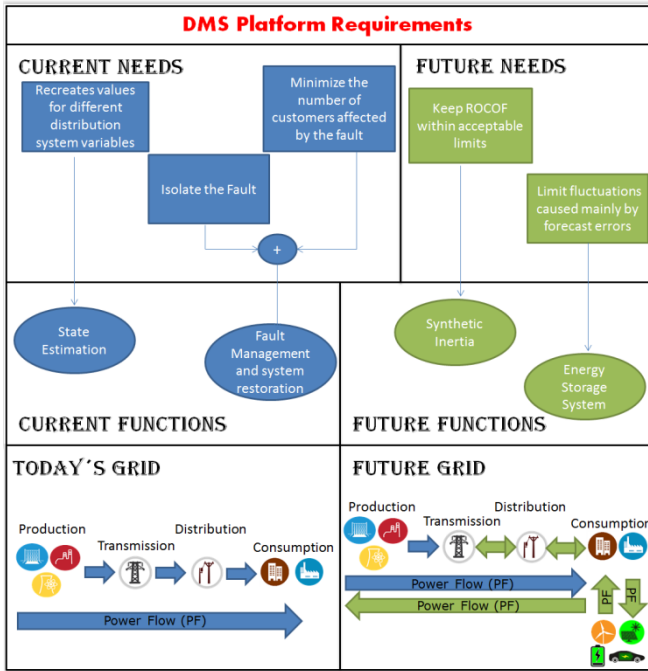 DMS Platform Requirements
CURRENT NEEDS
Recreates values
for different
distribution
system variables
Minimize the
number of
customers affected
by the fault
Isolate the Fault
+
FUTURE NEEDS
Keep ROCOF
within acceptable
limits
Limit fluctuations
caused mainly by
forecast errors
State
Estimation
Fault
Management
and system
restoration
CURRENT FUNCTIONS
Synthetic
Inertia
Energy
Storage
System
FUTURE FUNCTIONS
TODAY´S GRID
Production
Transmission
Distribution
Consumption
Power Flow (PF)
FUTURE GRID
Production
Transmission
Distribution
Consumption
Power Flow (PF)
Power Flow (PF)
PF
PF